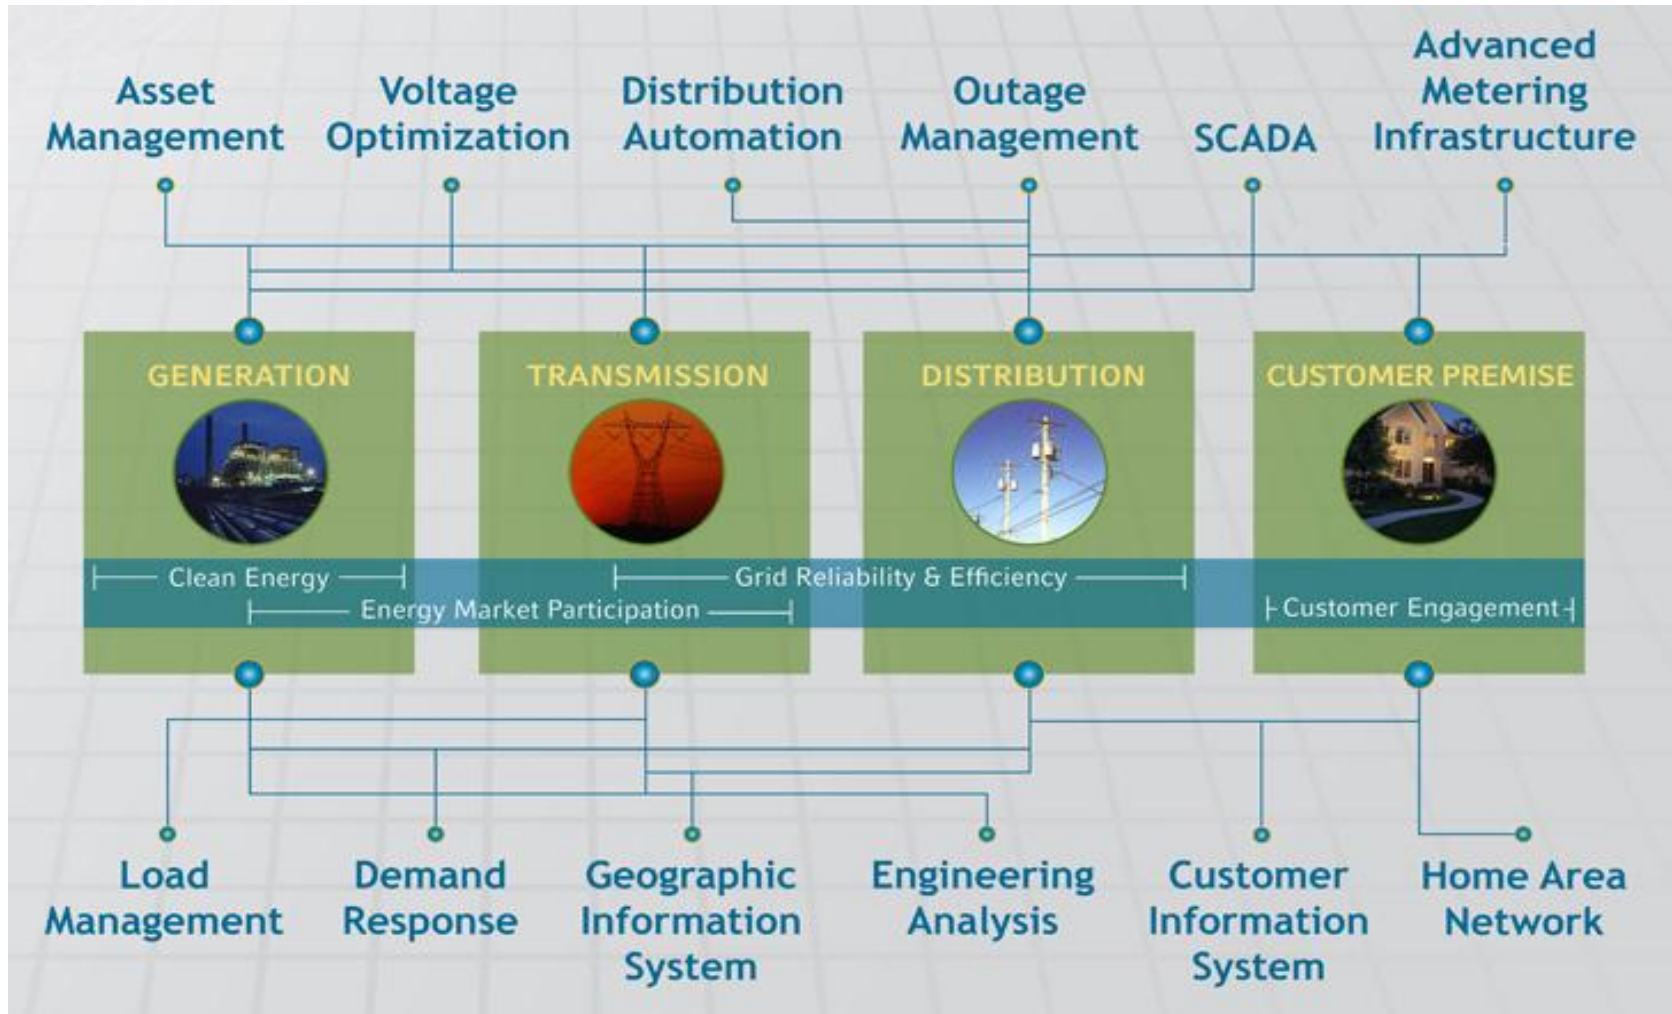 Asset
Management
Voltage
Optimization
Distribution
Automation
Outage
Management
SCADA
Advanced
Metering
Infrastructure
GENERATION
TRANSMISSION
DISTRIBUTION
CUSTOMER PREMISE
Clean Energy
Grid Reliability & Efficiency
Energy Market Participation
Customer Engagement
Load
Management
Demand
Response
Geographic
Information
System
Engineering
Analysis
Customer
Information
System
Home Area
Network